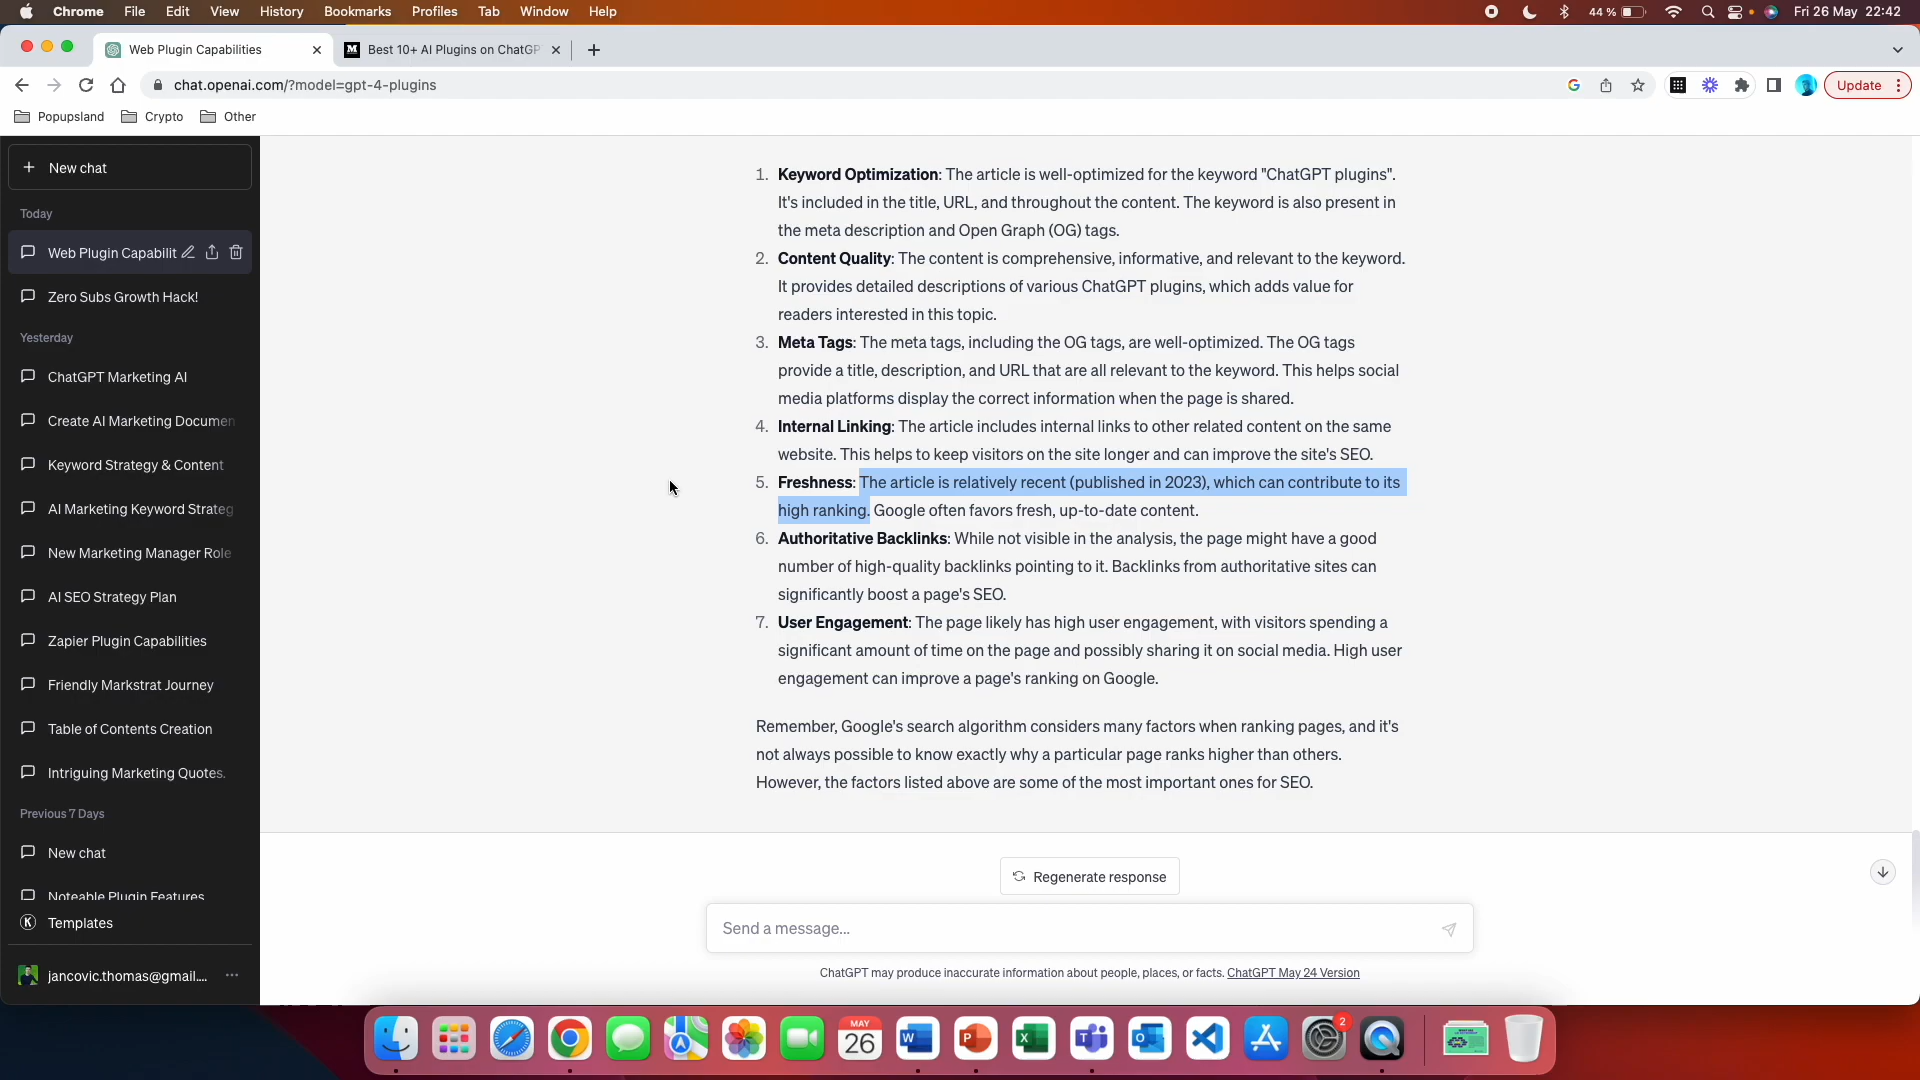 Chrome File Edit View History Bookmarks Profiles Tab Window Help 44 % Fri 26 May 22:42
Web Plugin Capabilities Best 10+ AI Plugins on ChatGP
chat.openai.com/?model=gpt-4-plugins Update
Popupsland Crypto Other
New chat
Today
Web Plugin Capabilit
Zero Subs Growth Hack!
Yesterday
ChatGPT Marketing AI
Create AI Marketing Documen
Keyword Strategy & Content
AI Marketing Keyword Strateg
New Marketing Manager Role
AI SEO Strategy Plan
Zapier Plugin Capabilities
Friendly Markstrat Journey
Table of Contents Creation
Intriguing Marketing Quotes.
Previous 7 Days
New chat
Noteable Plugin Features
K Templates
jancovic.thomas@gmail....
1. Keyword Optimization: The article is well-optimized for the keyword "ChatGPT plugins".
It's included in the title, URL, and throughout the content. The keyword is also present in
the meta description and Open Graph (OG) tags.
2. Content Quality: The content is comprehensive, informative, and relevant to the keyword.
It provides detailed descriptions of various ChatGPT plugins, which adds value for
readers interested in this topic.
3. Meta Tags: The meta tags, including the OG tags, are well-optimized. The OG tags
provide a title, description, and URL that are all relevant to the keyword. This helps social
media platforms display the correct information when the page is shared.
4. Internal Linking: The article includes internal links to other related content on the same
website. This helps to keep visitors on the site longer and can improve the site's SEO.
5. Freshness: The article is relatively recent (published in 2023), which can contribute to its
high ranking. Google often favors fresh, up-to-date content.
6. Authoritative Backlinks: While not visible in the analysis, the page might have a good
number of high-quality backlinks pointing to it. Backlinks from authoritative sites can
significantly boost a page's SEO.
7. User Engagement: The page likely has high user engagement, with visitors spending a
significant amount of time on the page and possibly sharing it on social media. High user
engagement can improve a page's ranking on Google.
Remember, Google's search algorithm considers many factors when ranking pages, and it's
not always possible to know exactly why a particular page ranks higher than others.
However, the factors listed above are some of the most important ones for SEO.
Regenerate response
Send a message...
ChatGPT may produce inaccurate information about people, places, or facts. ChatGPT May 24 Version
MAY
26
2